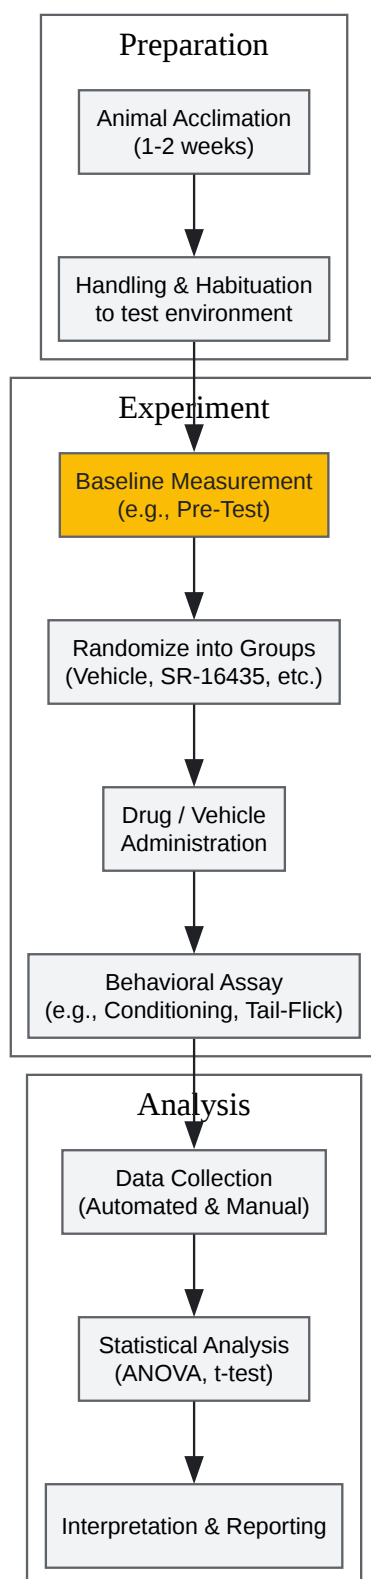 Preparation
Animal Acclimation
(1-2 weeks)
Handling & Habituation
to test environment
Experiment
Baseline Measurement
(e.g., Pre-Test)
Randomize into Groups
(Vehicle, SR-16435, etc.)
Drug / Vehicle
Administration
Behavioral Assay
(e.g., Conditioning, Tail-Flick)
Analysis
Data Collection
(Automated & Manual)
Statistical Analysis
(ANOVA, t-test)
Interpretation & Reporting